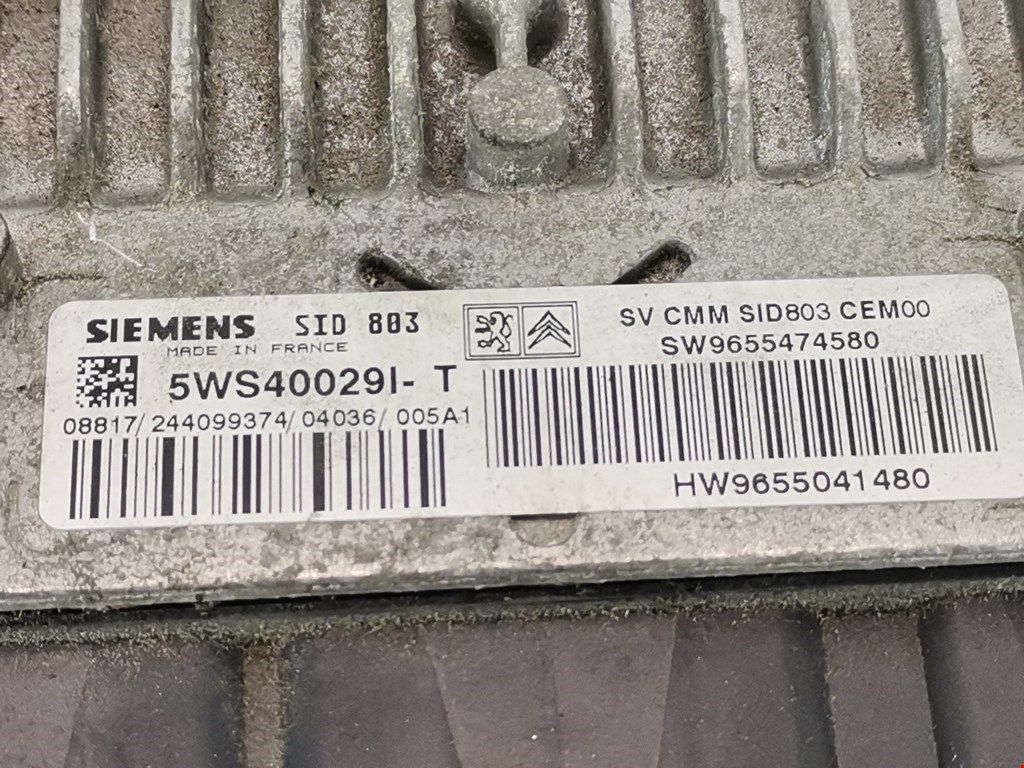 SIEMENS SID 803
MADE IN FRANCE
5WS40029I- T
08817/244099374/04036/005A1
SV CMM SID803 CEM00
SW9655474580
HW9655041480